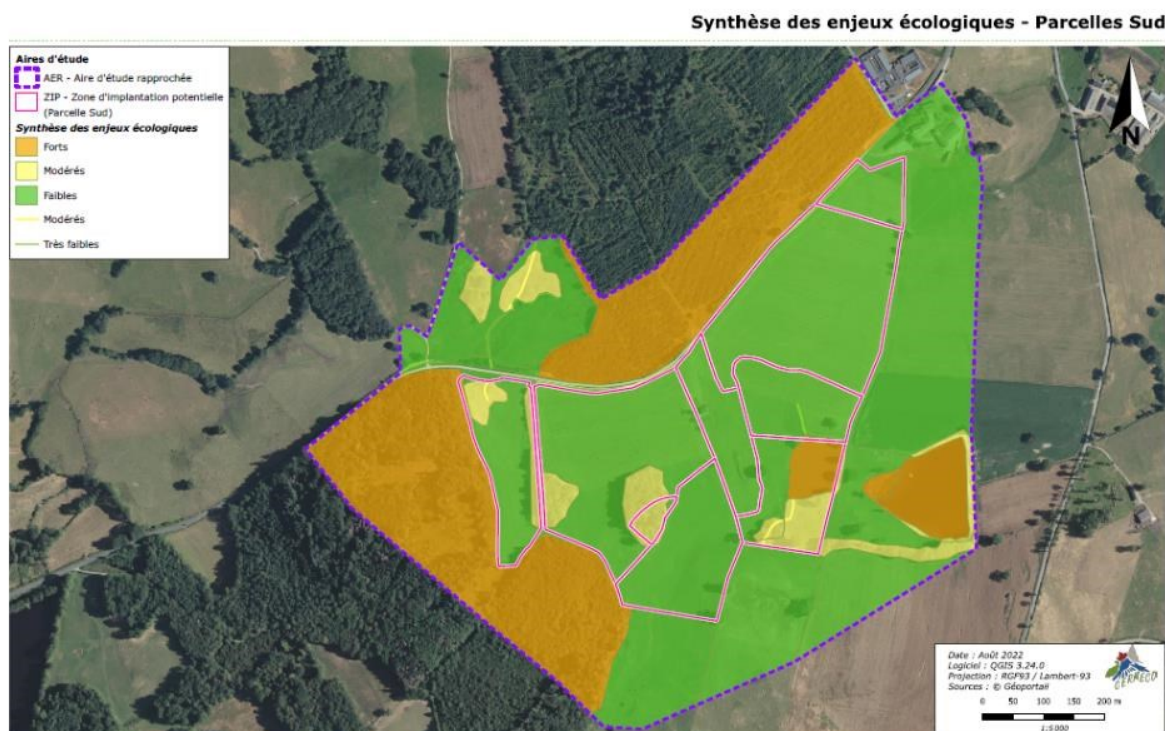 Synthèse des enjeux écologiques - Parcelles Sud
Aires d'étude
AER - Aire d'étude rapprochée
ZIP - Zone d'implantation potentielle
(Parcelle Sud)
Synthèse des enjeux écologiques
Forts
Modérés
Faibles
Modérés
Très faibles
N
Date : Août 2022
Logiciel : QGIS 3.24.0
Projection : RGF93 / Lambert-93
Sources : © Géoportail
CERMECO
0 50 100 150 200 m
1:5 000